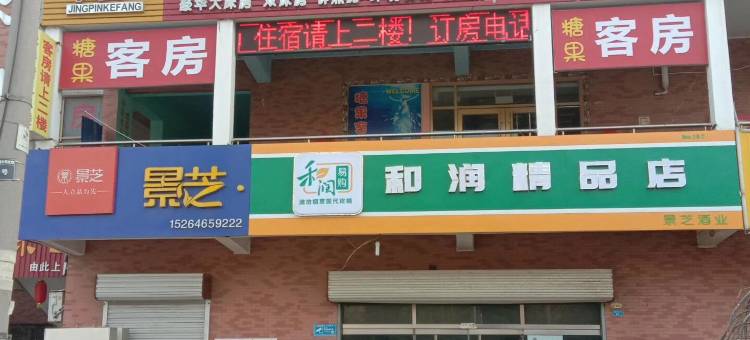 JINGPINKEFANG
糖果 客房
住宿请上二楼！订房电话
糖果 客房
客房请上二楼
WELCOME
景芝
景芝·
15264659222
和润 易购
和润精品店
景芝酒业
由此上